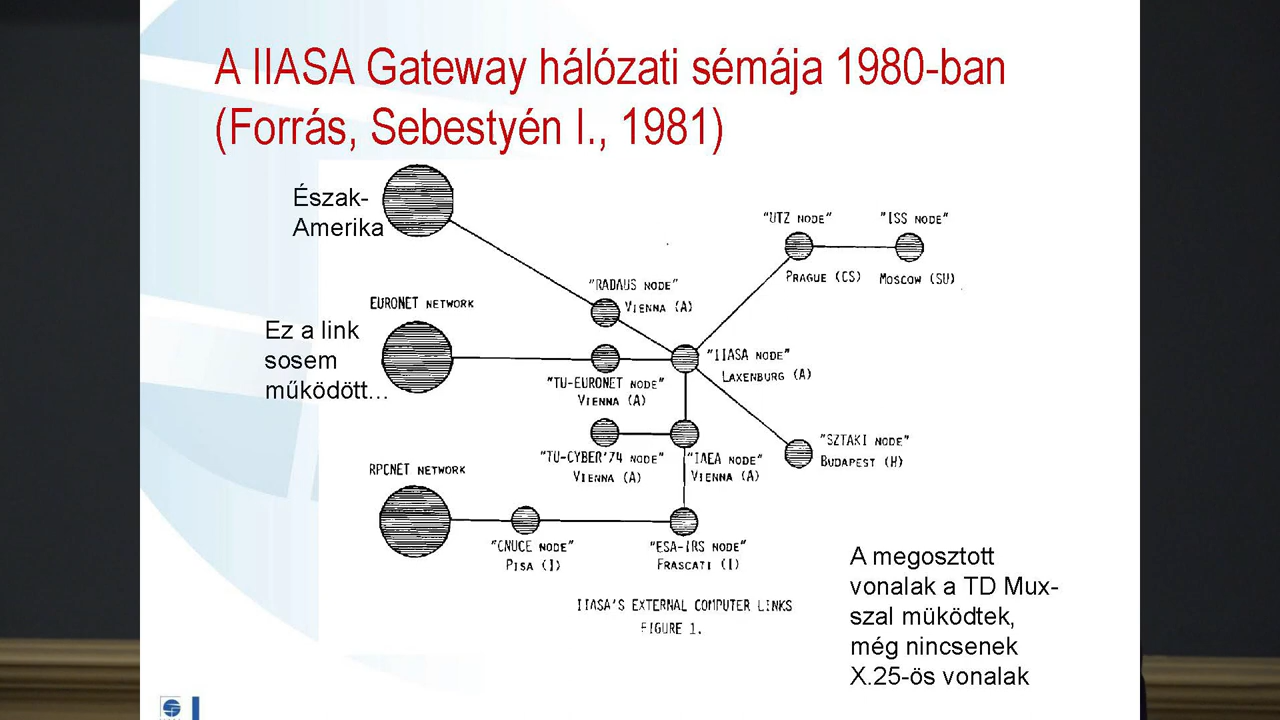 A IIASA Gateway hálózati sémája 1980-ban
(Forrás, Sebestyén I., 1981)
Észak-
Amerika
"UTZ NODE"
"ISS NODE"
PRAGUE (CS)
MOSCOW (SU)
"RADAUS NODE"
VIENNA (A)
EURONET NETWORK
Ez a link
sosem
működött...
"IIASA NODE"
LAXENBURG (A)
"TU-EURONET NODE"
VIENNA (A)
"SZTAKI NODE"
BUDAPEST (H)
"TU-CYBER'74 NODE"
VIENNA (A)
"IAEA NODE"
VIENNA (A)
RPCNET NETWORK
"CNUCE NODE"
PISA (I)
"ESA-IRS NODE"
FRASCATI (I)
IIASA'S EXTERNAL COMPUTER LINKS
FIGURE 1.
A megosztott
vonalak a TD Mux-
szal müködtek,
még nincsenek
X.25-ös vonalak